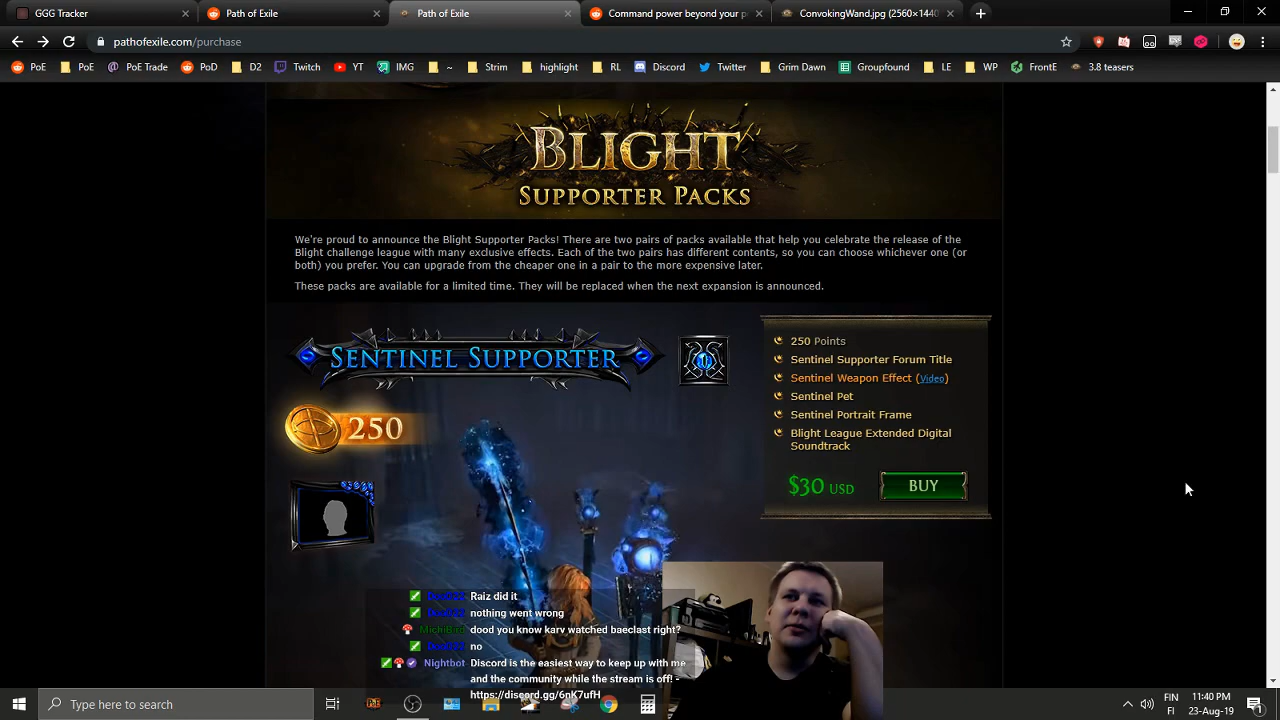 GGG Tracker
Path of Exile
Path of Exile
Command power beyond your p
ConvokingWand.jpg (2560×1440
pathofexile.com/purchase
PoE
PoE
PoE Trade
PoD
D2
Twitch
YT
IMG
~
Strim
highlight
RL
Discord
Twitter
Grim Dawn
Groupfound
LE
WP
FrontE
3.8 teasers
BLIGHT
SUPPORTER PACKS
We're proud to announce the Blight Supporter Packs! There are two pairs of packs available that help you celebrate the release of the
Blight challenge league with many exclusive effects. Each of the two pairs has different contents, so you can choose whichever one (or
both) you prefer. You can upgrade from the cheaper one in a pair to the more expensive later.
These packs are available for a limited time. They will be replaced when the next expansion is announced.
SENTINEL SUPPORTER
250
250 Points
Sentinel Supporter Forum Title
Sentinel Weapon Effect (Video)
Sentinel Pet
Sentinel Portrait Frame
Blight League Extended Digital
Soundtrack
$30 USD
BUY
Raiz did it
nothing went wrong
dood you know karv watched baeclast right?
no
Nightbot Discord is the easiest way to keep up with me
and the community while the stream is off! -
https://discord.gg/6nK7ufH
Type here to search
FIN
FI
11:40 PM
23-Aug-19
1